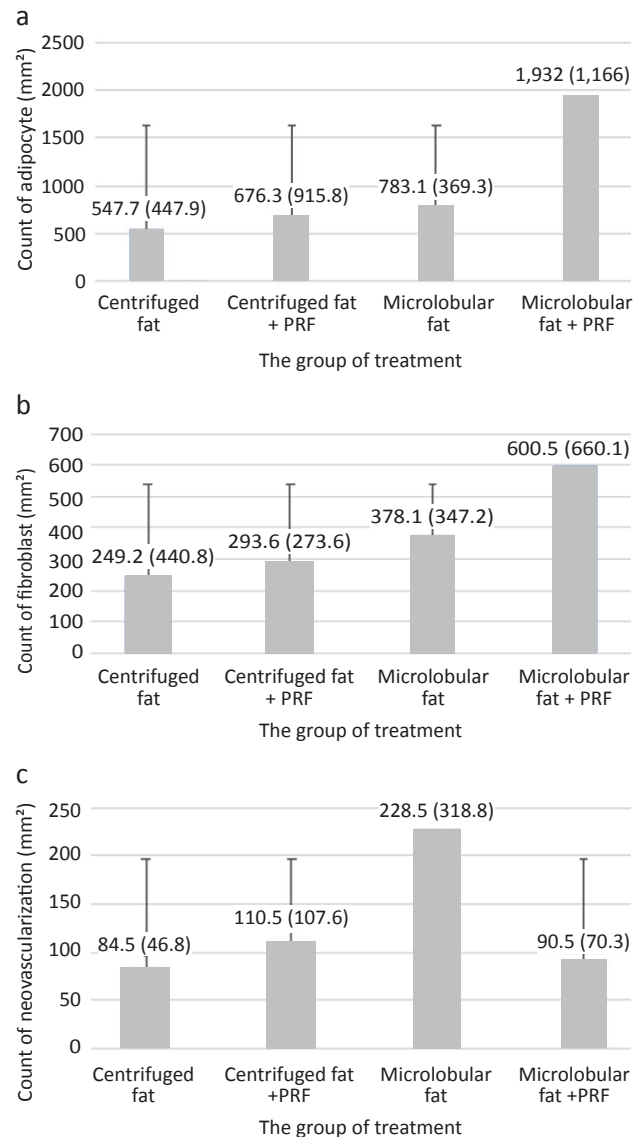 a
Count of adipocyte (mm²)
2500
2000
1500
1000
500
0
1,932 (1,166)
547.7 (447.9)
676.3 (915.8)
783.1 (369.3)
Centrifuged
fat
Centrifuged fat
+ PRF
Microlobular
fat
Microlobular
fat + PRF
The group of treatment
b
Count of fibroblast (mm²)
700
600
500
400
300
200
100
0
600.5 (660.1)
249.2 (440.8)
293.6 (273.6)
378.1 (347.2)
Centrifuged
fat
Centrifuged fat
+ PRF
Microlobular
fat
Microlobular
fat + PRF
The group of treatment
c
Count of neovascularization (mm²)
250
200
150
100
50
0
228.5 (318.8)
84.5 (46.8)
110.5 (107.6)
90.5 (70.3)
Centrifuged
fat
Centrifuged fat
+PRF
Microlobular
fat
Microlobular
fat +PRF
The group of treatment